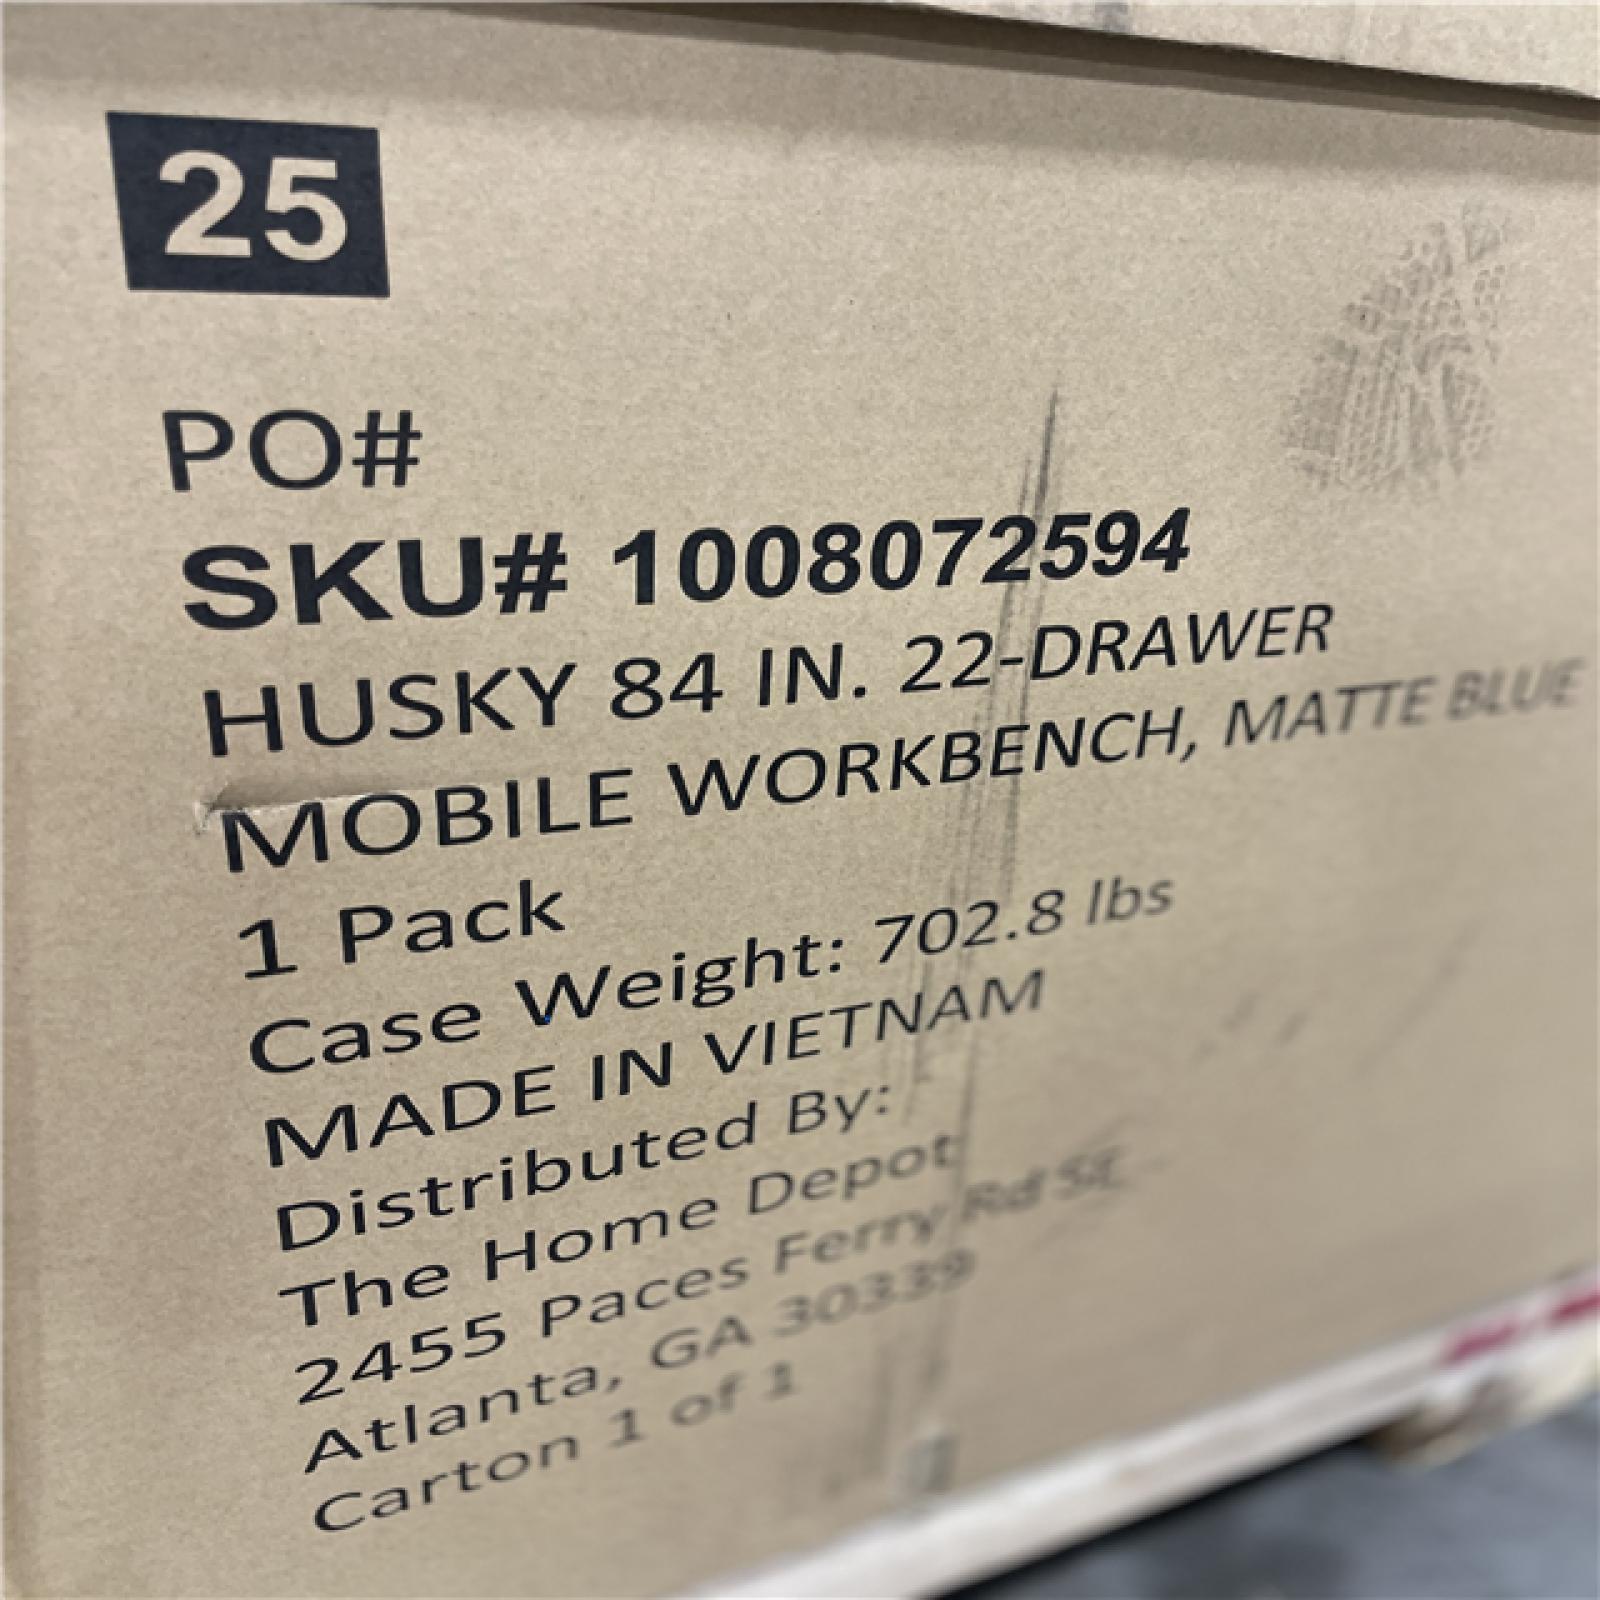 25
PO#
SKU# 1008072594
HUSKY 84 IN. 22-DRAWER
MOBILE WORKBENCH, MATTE BLUE
1 Pack
Case Weight: 702.8 lbs
MADE IN VIETNAM
Distributed By:
The Home Depot
2455 Paces Ferry Rd SE
Atlanta, GA 30339
Carton 1 of 1